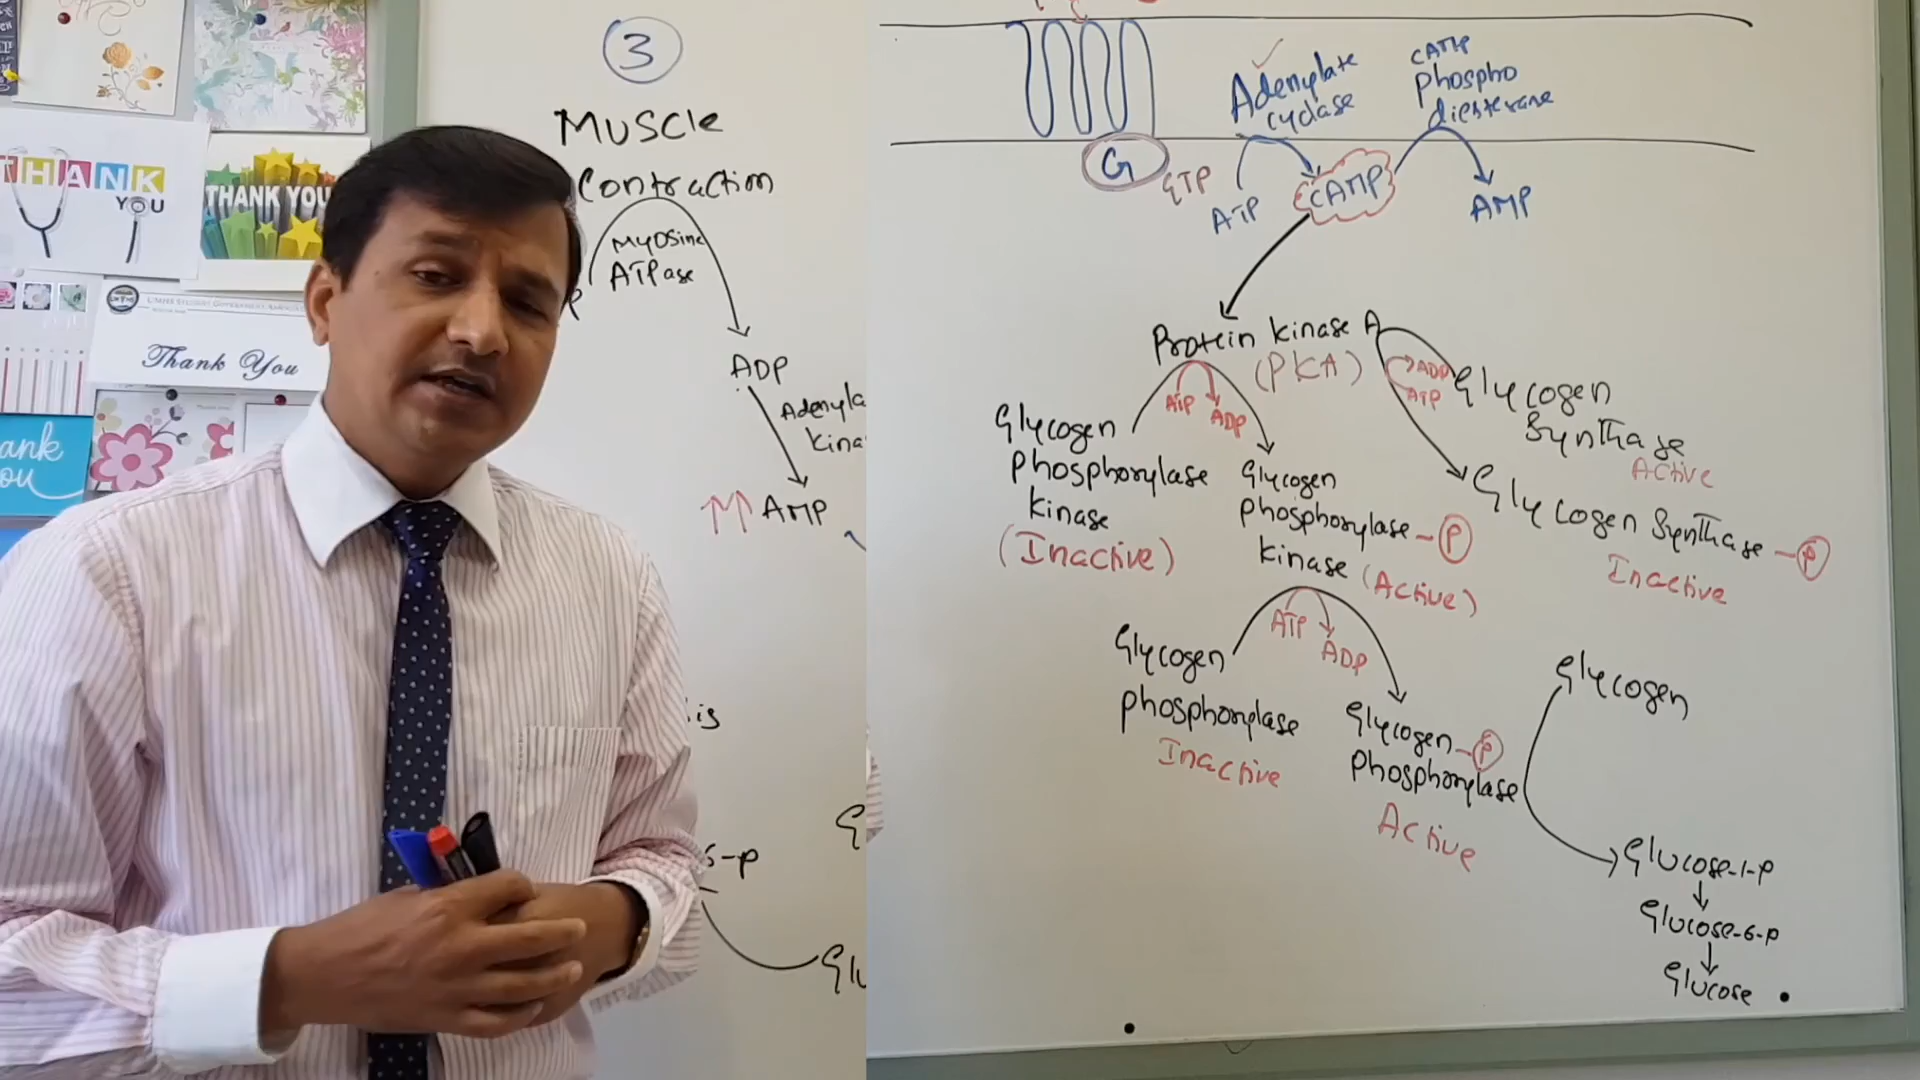 THANK
YOU
THANK YOU
Thank You
ank
ou
3
Muscle
Contraction
Myosine
ATPase
P
ADP
Adenyla
kina
↑↑ AMP
is
6-P
G
Glu
Adenylate
cyclase
cAMP
phospho
diesterase
G
GTP
ATP
cAMP
AMP
Protein kinase A
(PKA)
ATP
ADP
ADP
ATP
Glycogen
Synthase
Active
Glycogen
phosphorylase
kinase
(Inactive)
Glycogen
phosphorylase-P
kinase (Active)
Glycogen Synthase-P
Inactive
ATP
ADP
Glycogen
phosphorylase
Inactive
Glycogen-P
phosphorylase
Active
Glycogen
Glucose-1-P
Glucose-6-P
Glucose